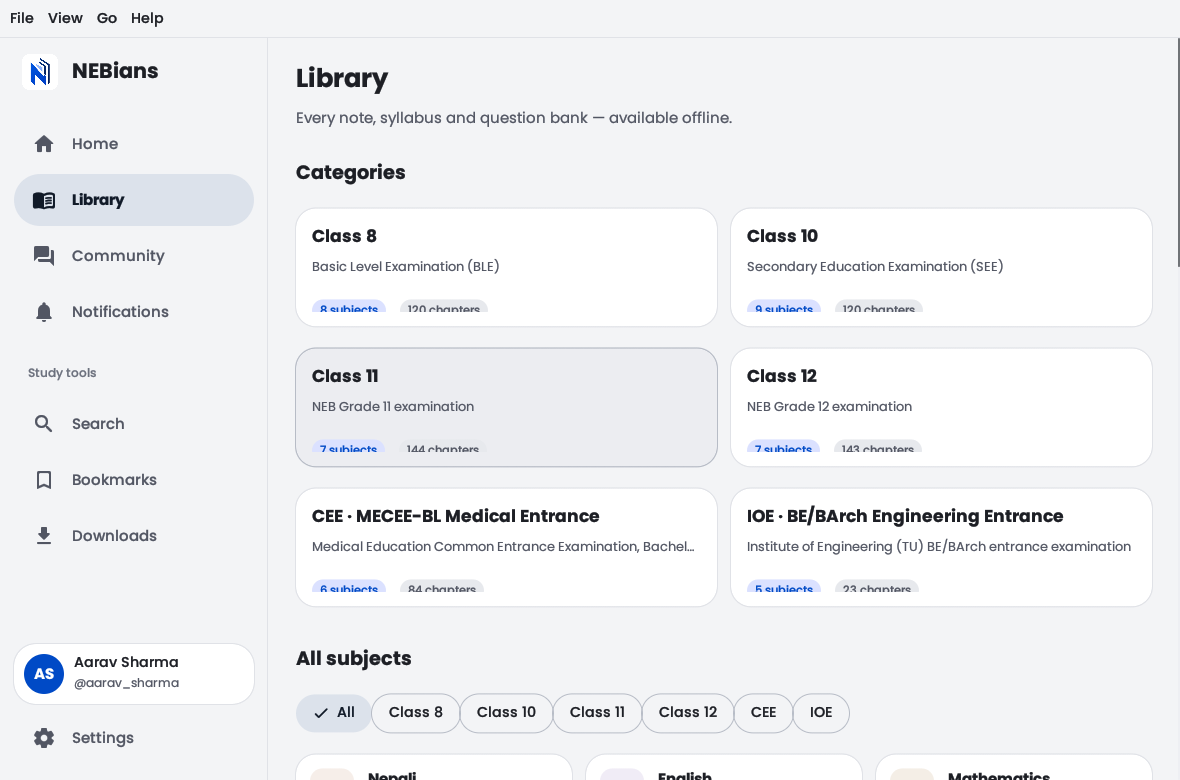 File View Go Help
NEBians
Home
Library
Community
Notifications
Study tools
Search
Bookmarks
Downloads
AS
Aarav Sharma
@aarav_sharma
Settings
Library
Every note, syllabus and question bank — available offline.
Categories
Class 8
Basic Level Examination (BLE)
8 subjects 120 chapters
Class 10
Secondary Education Examination (SEE)
9 subjects 120 chapters
Class 11
NEB Grade 11 examination
7 subjects 144 chapters
Class 12
NEB Grade 12 examination
7 subjects 143 chapters
CEE · MECEE-BL Medical Entrance
Medical Education Common Entrance Examination, Bachel...
6 subjects 84 chapters
IOE · BE/BArch Engineering Entrance
Institute of Engineering (TU) BE/BArch entrance examination
5 subjects 23 chapters
All subjects
All Class 8 Class 10 Class 11 Class 12 CEE IOE
Nepali English Mathematics